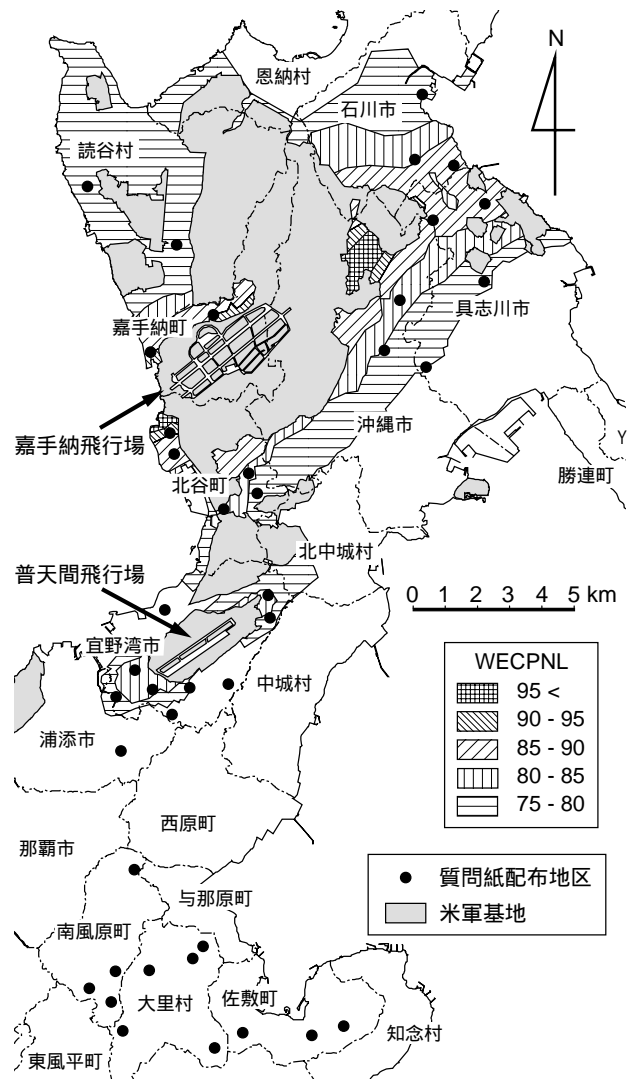 N
恩納村
石川市
読谷村
具志川市
嘉手納町
沖縄市
嘉手納飛行場
Y
勝連町
北谷町
北中城村
普天間飛行場
0 1 2 3 4 5 km
宜野湾市
中城村
WECPNL
95 <
90 - 95
85 - 90
80 - 85
75 - 80
浦添市
西原町
那覇市
質問紙配布地区
米軍基地
与那原町
南風原町
大里村
佐敷町
知念村
東風平町